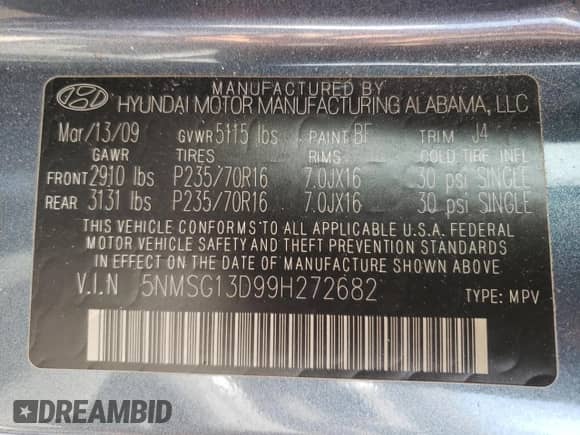 MANUFACTURED BY
HYUNDAI MOTOR MANUFACTURING ALABAMA, LLC
Mar/13/09 GVWR 5115 lbs PAINT BF TRIM J4
GAWR TIRES RIMS COLD TIRE INFL
FRONT 2910 lbs P235/70R16 7.0JX16 30 psi SINGLE
REAR 3131 lbs P235/70R16 7.0JX16 30 psi SINGLE
THIS VEHICLE CONFORMS TO ALL APPLICABLE U.S.A. FEDERAL
MOTOR VEHICLE SAFETY AND THEFT PREVENTION STANDARDS
IN EFFECT ON THE DATE OF MANUFACTURE SHOWN ABOVE.
V.I.N 5NMSG13D99H272682 TYPE: MPV
DREAMBID